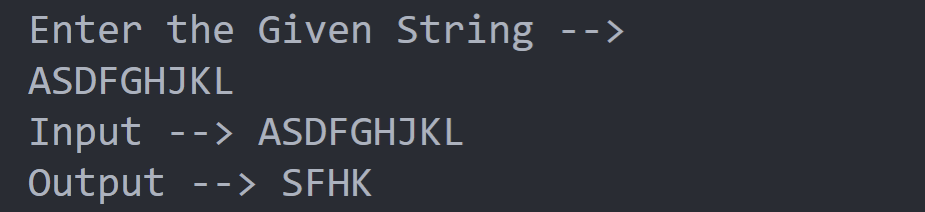 Enter the Given String -->
ASDFGHJKL
Input --> ASDFGHJKL
Output --> SFHK